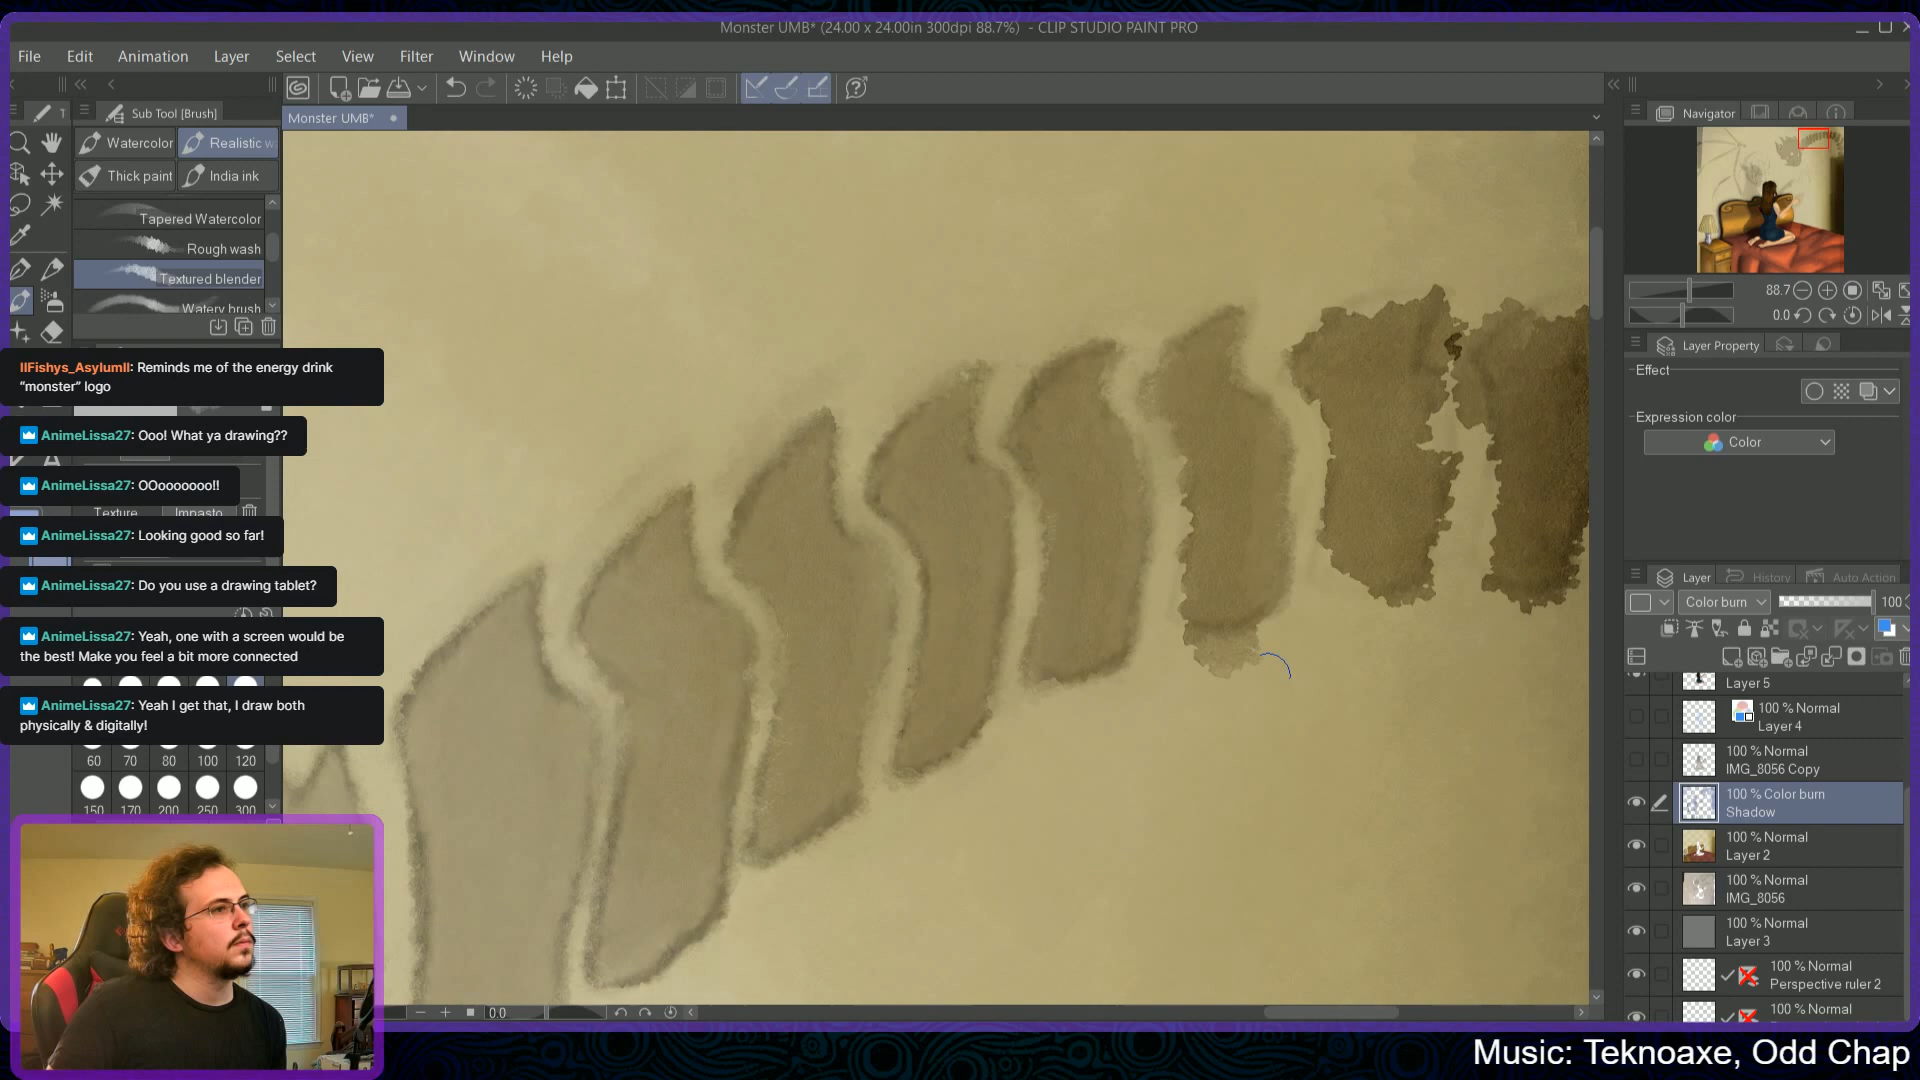 Monster UMB* (24.00 x 24.00in 300dpi 88.7%) - CLIP STUDIO PAINT PRO
File Edit Animation Layer Select View Filter Window Help
Sub Tool [Brush]
Monster UMB*
Watercolor Realistic w
Thick paint India ink
Tapered Watercolor
Rough wash
Textured blender
Watery brush
IIFishys_AsylumII: Reminds me of the energy drink
“monster” logo
AnimeLissa27: Ooo! What ya drawing??
AnimeLissa27: OOooooooo!!
Texture Impasto
AnimeLissa27: Looking good so far!
AnimeLissa27: Do you use a drawing tablet?
AnimeLissa27: Yeah, one with a screen would be
the best! Make you feel a bit more connected
AnimeLissa27: Yeah I get that, I draw both
physically & digitally!
60 70 80 100 120
150 170 200 250 300
0.0
Navigator
88.7
0.0
Layer Property
Effect
Expression color
Color
Layer History Auto Action
Color burn 100
Layer 5
100 % Normal
Layer 4
100 % Normal
IMG_8056 Copy
100 % Color burn
Shadow
100 % Normal
Layer 2
100 % Normal
IMG_8056
100 % Normal
Layer 3
100 % Normal
Perspective ruler 2
100 % Normal
Music: Teknoaxe, Odd Chap